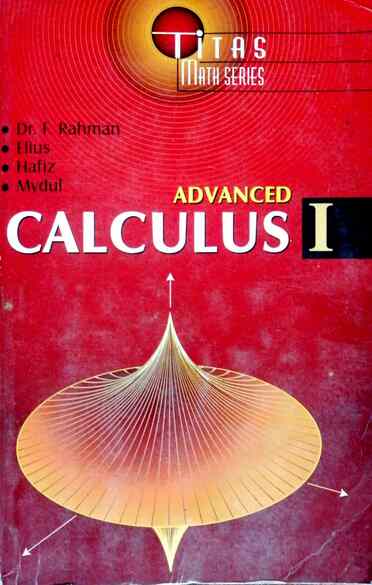 TiTAS
MATH SERIES
• Dr. F. Rahman
• Elius
• Hafiz
• Mydul
ADVANCED
CALCULUS I